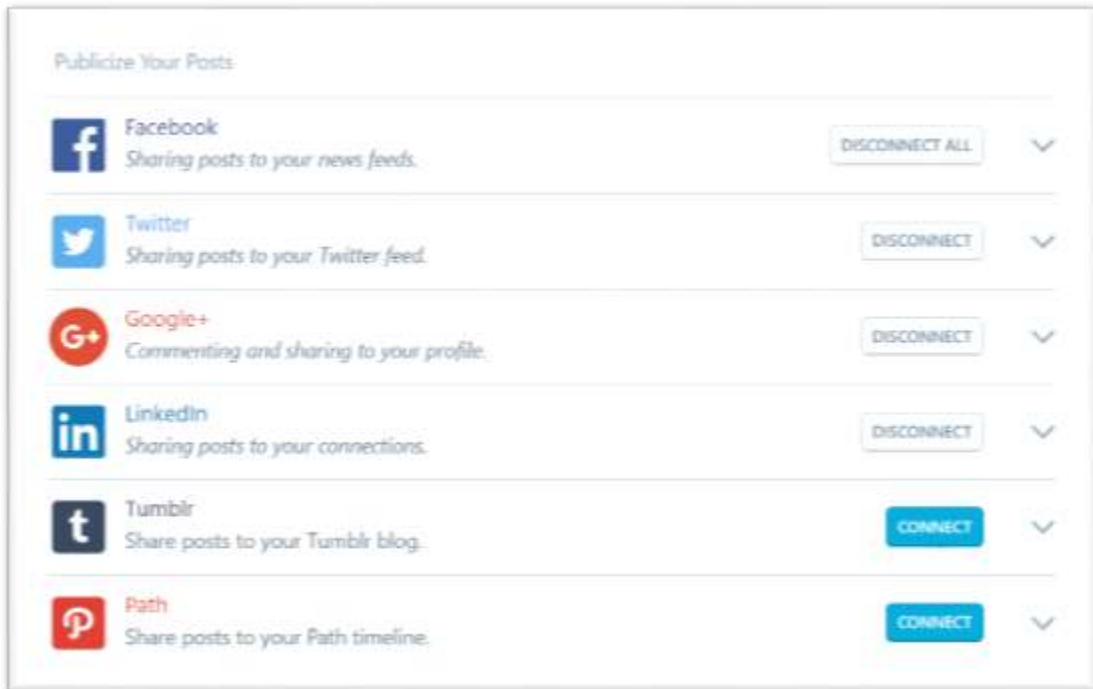 Publicize Your Posts
Facebook
Sharing posts to your news feeds.
DISCONNECT ALL
Twitter
Sharing posts to your Twitter feed.
DISCONNECT
Google+
Commenting and sharing to your profile.
DISCONNECT
LinkedIn
Sharing posts to your connections.
DISCONNECT
Tumblr
Share posts to your Tumblr blog.
CONNECT
Path
Share posts to your Path timeline.
CONNECT